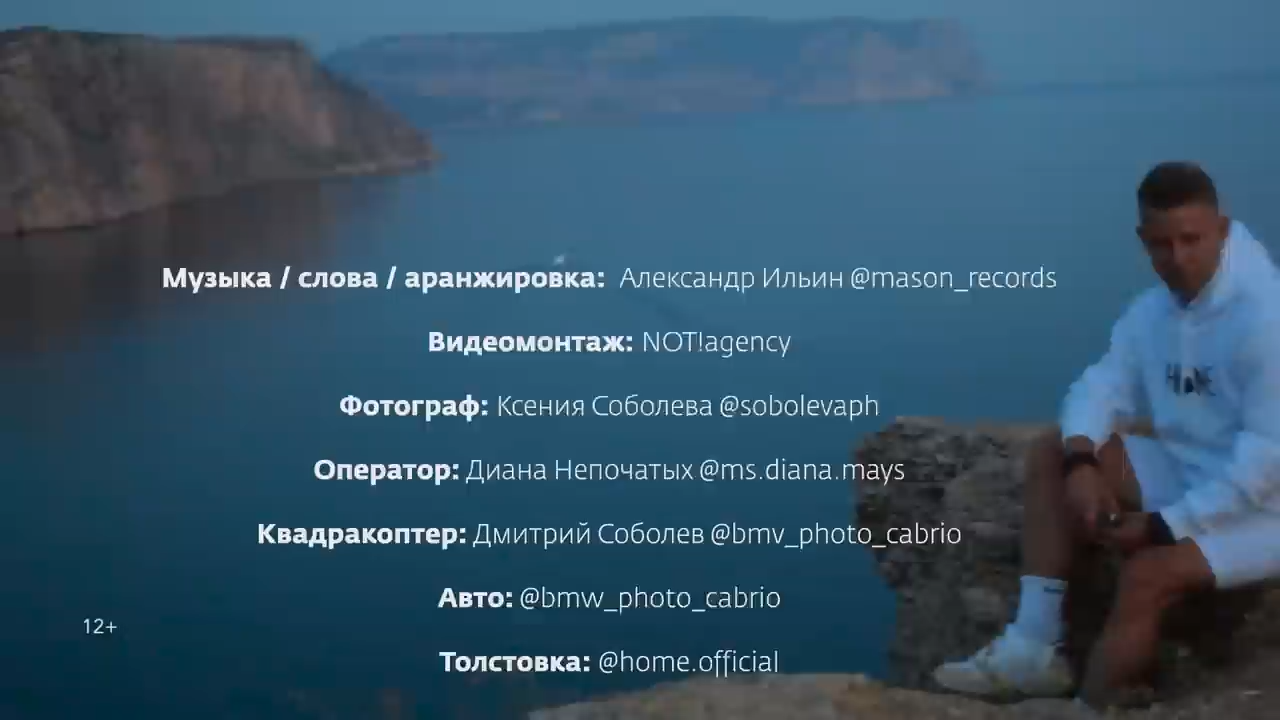 Музыка / слова / аранжировка: Александр Ильин @mason_records
Видеомонтаж: NOT!agency
Фотограф: Ксения Соболева @sobolevaph
Оператор: Диана Непочатых @ms.diana.mays
Квадракоптер: Дмитрий Соболев @bmv_photo_cabrio
Авто: @bmw_photo_cabrio
12+
Толстовка: @home.official